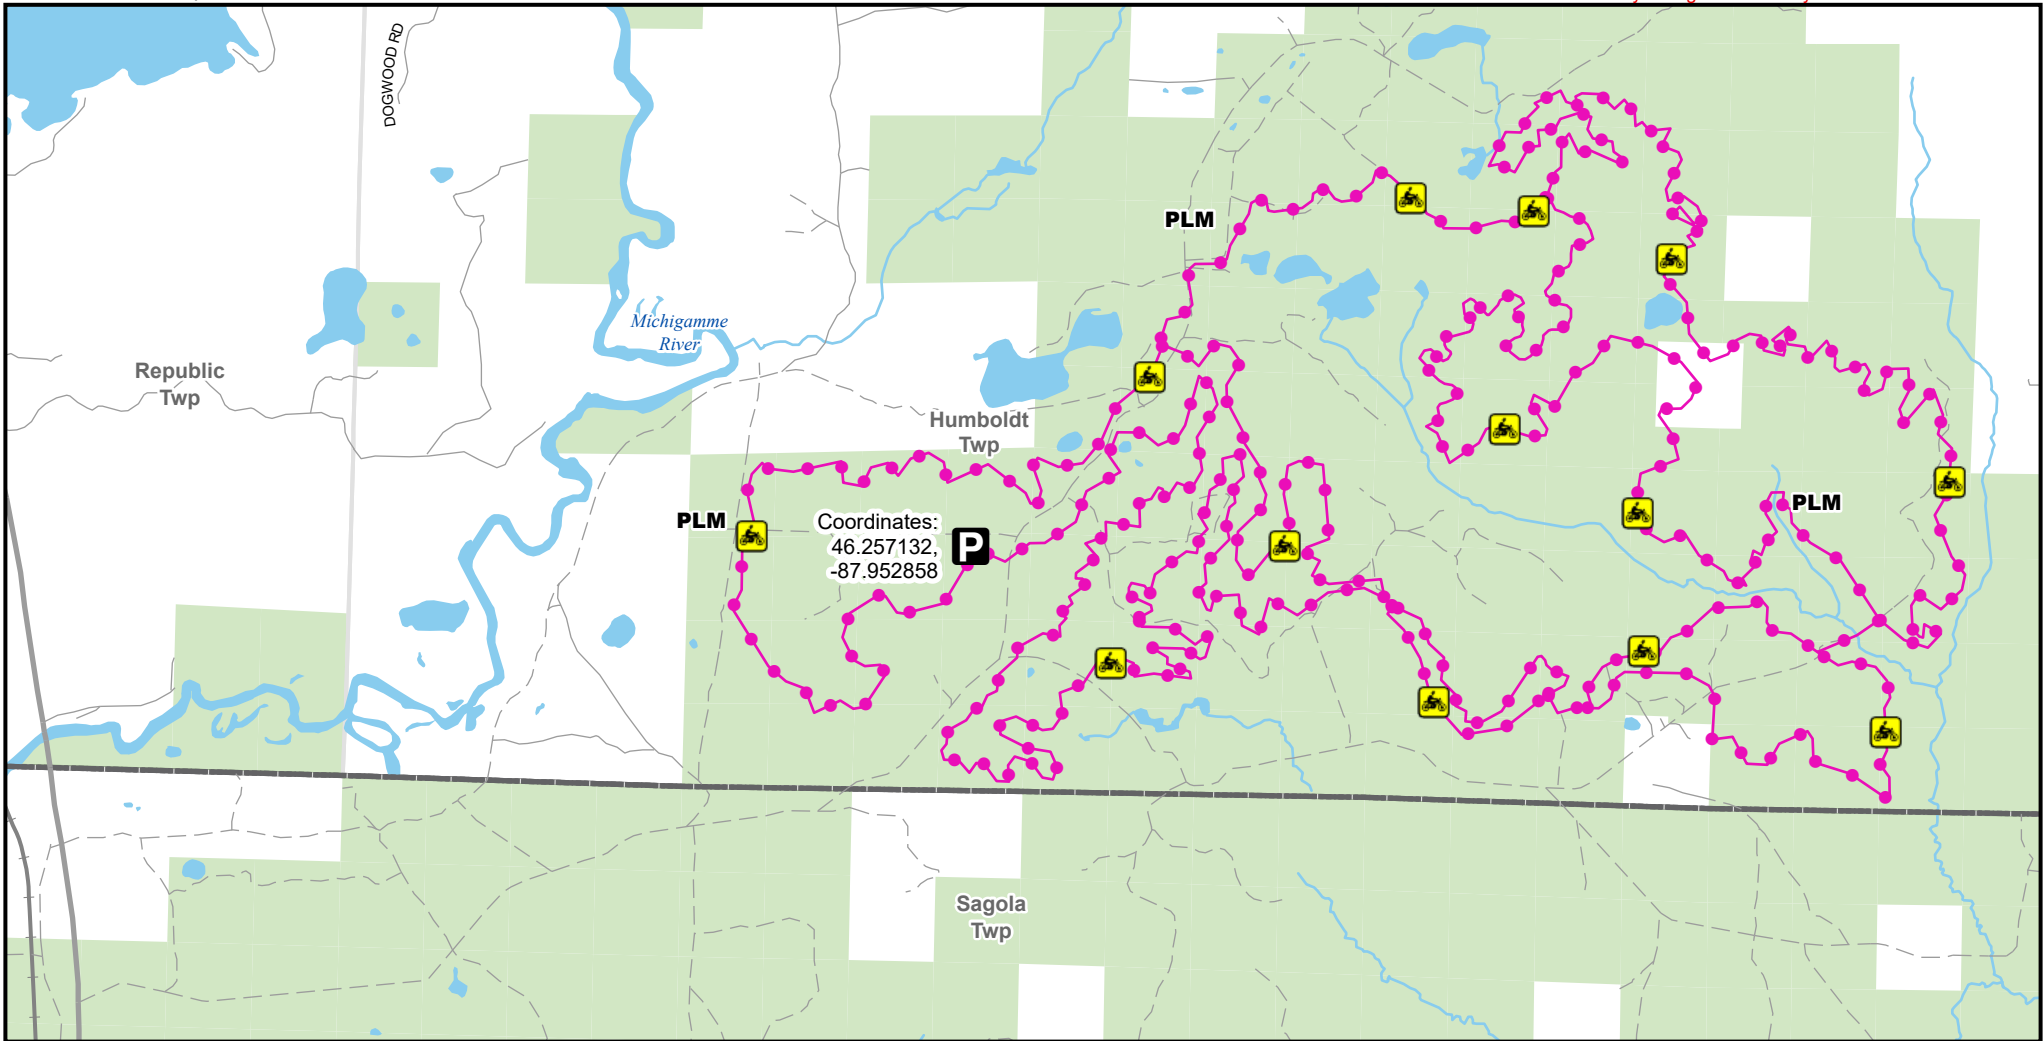 DOGWOOD RD
PLM
Michigamme
River
Republic
Twp
Humboldt
Twp
PLM
PLM
Coordinates:
46.257132,
-87.952858
P
Sagola
Twp